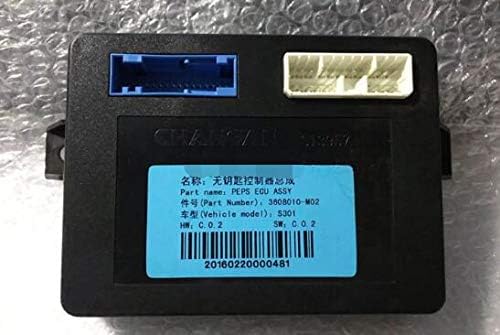 CHANGAN
名称：无钥匙控制器总成
Part name: PEPS ECU ASSY
件号(Part Number): 3608010-M02
车型(Vehicle model): S301
HW: C.0.2 SW: C.0.2
20160220000481